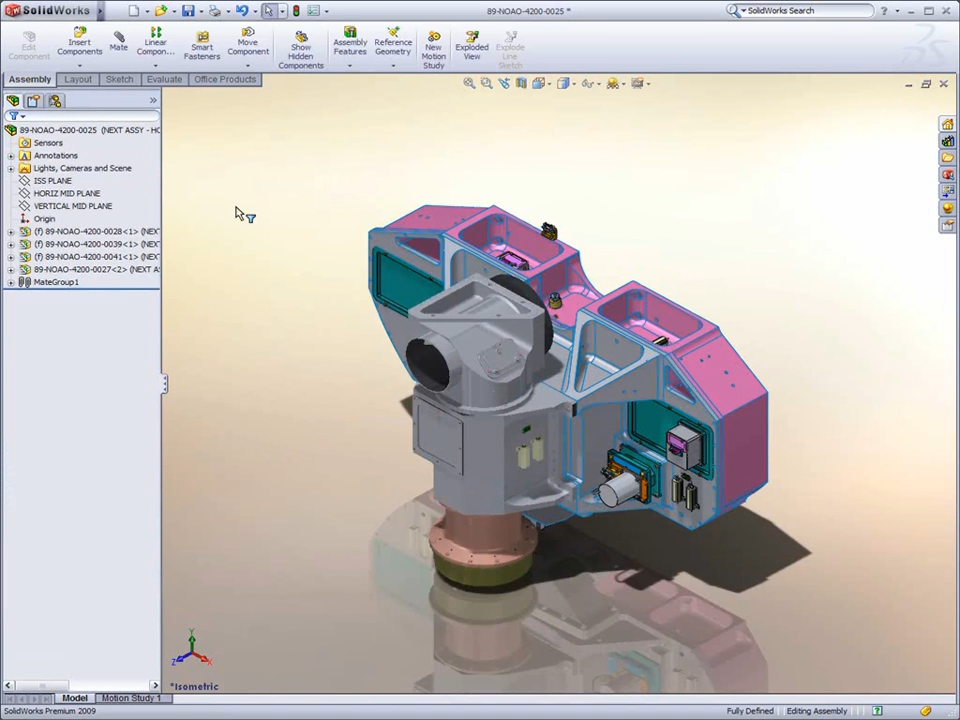 SolidWorks
89-NOAO-4200-0025 *
SolidWorks Search
Edit Component
Insert Components
Mate
Linear Compon...
Smart Fasteners
Move Component
Show Hidden Components
Assembly Features
Reference Geometry
New Motion Study
Exploded View
Explode Line Sketch
Assembly Layout Sketch Evaluate Office Products
89-NOAO-4200-0025 (NEXT ASSY - HO
Sensors
Annotations
Lights, Cameras and Scene
ISS PLANE
HORIZ MID PLANE
VERTICAL MID PLANE
Origin
(f) 89-NOAO-4200-0028<1> (NEX
(f) 89-NOAO-4200-0039<1> (NEX
(f) 89-NOAO-4200-0041<1> (NEX
89-NOAO-4200-0027<2> (NEXT A
MateGroup1
Y
Z X
*Isometric
Model Motion Study 1
SolidWorks Premium 2009 Fully Defined Editing Assembly